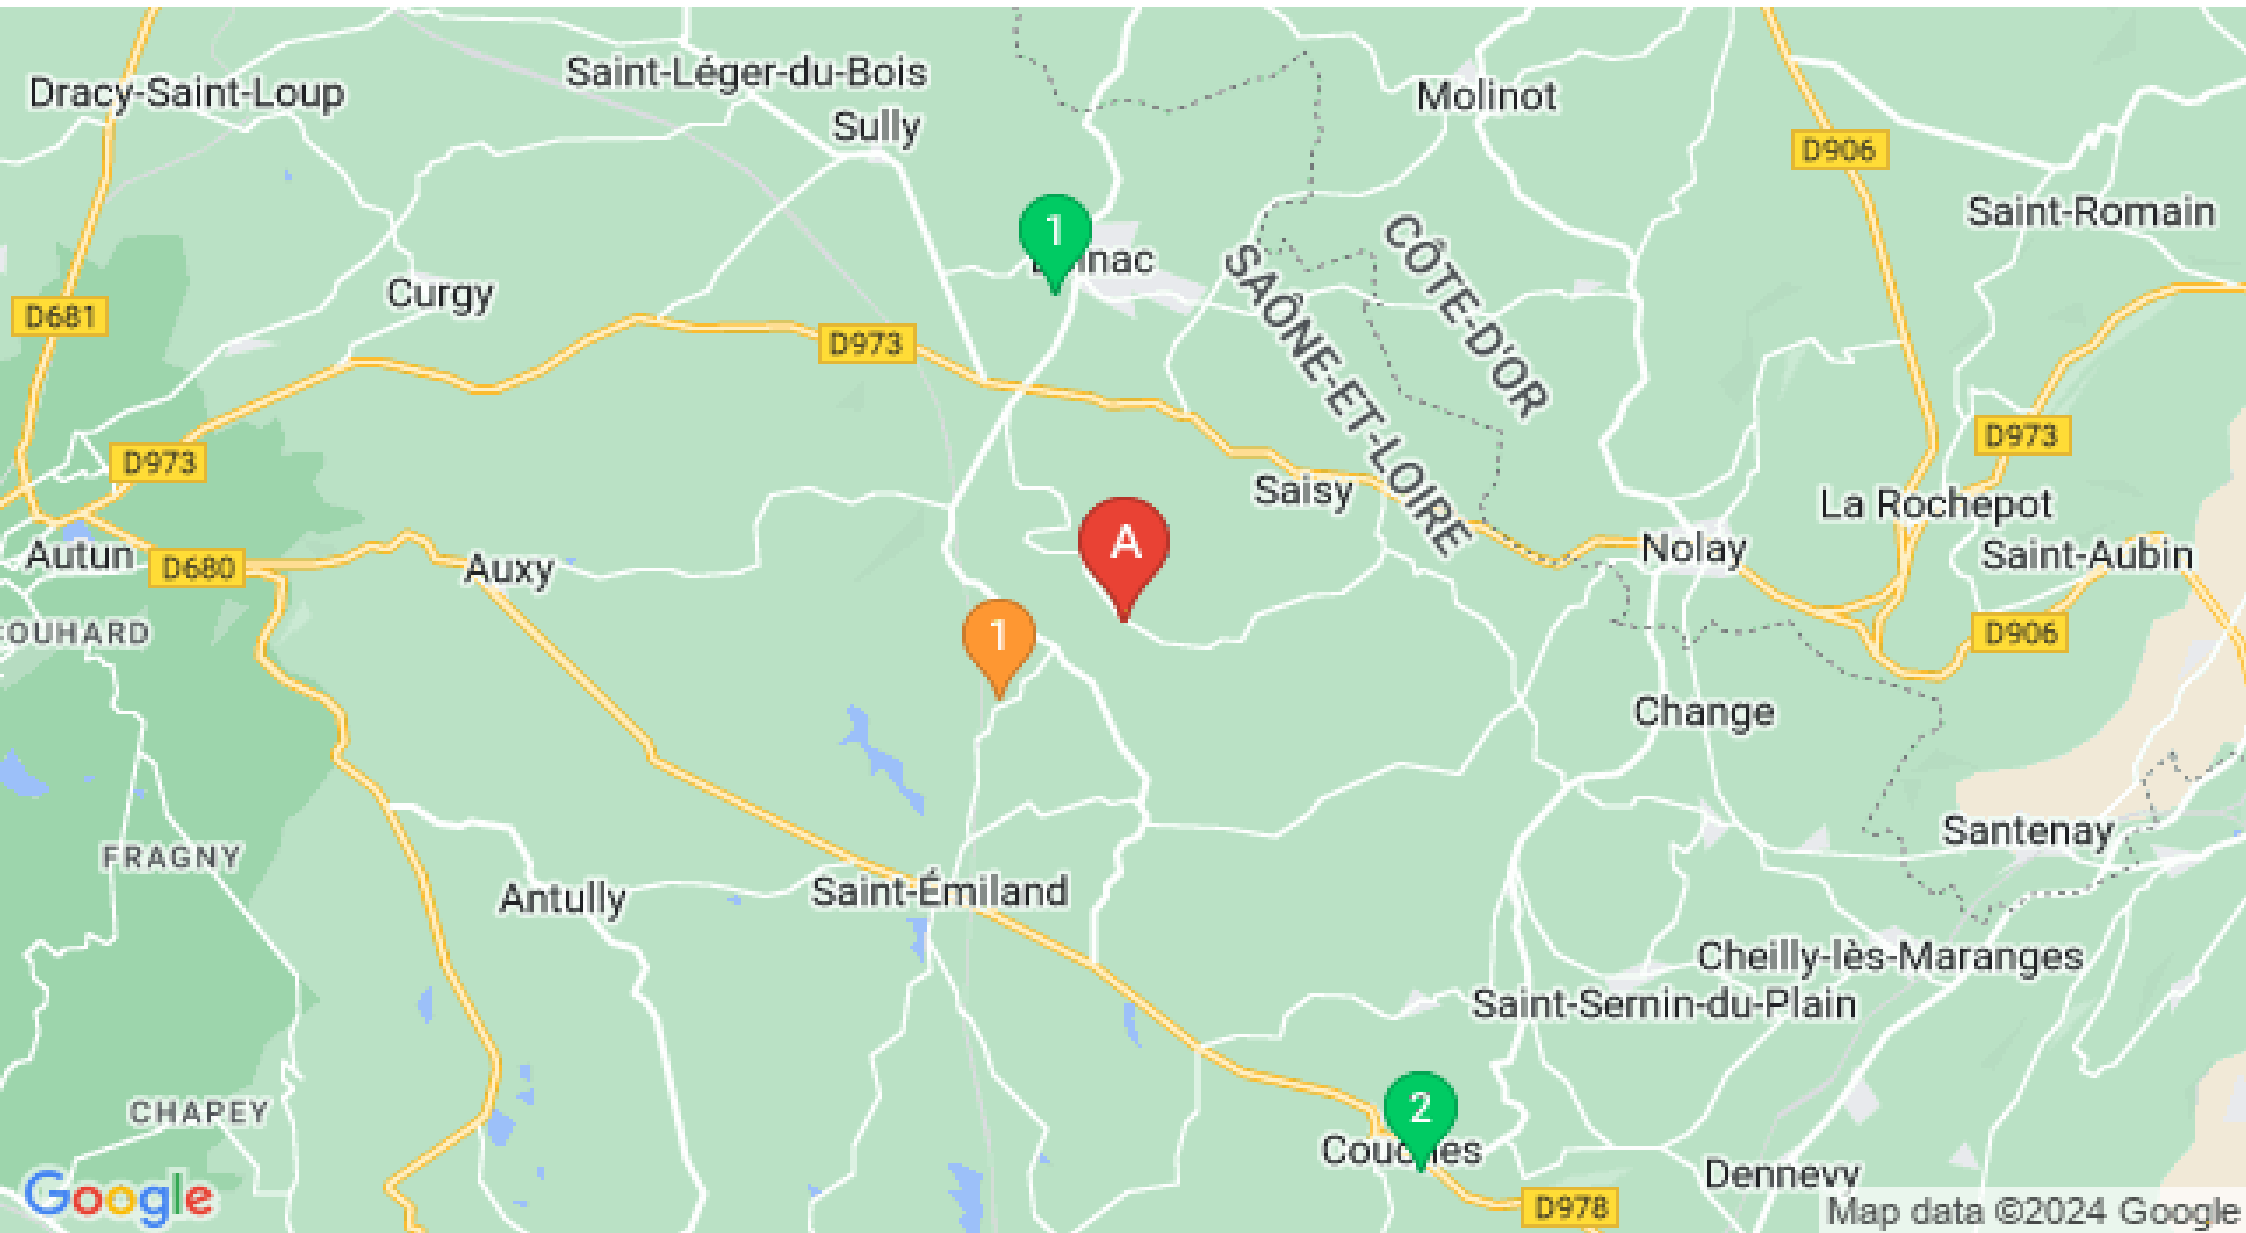 Saint-Léger-du-Bois
Dracy-Saint-Loup
Molinot
Sully
D906
Saint-Romain
1
CÔTE-D'OR
SAÔNE-ET-LOIRE
Curgy
D681
D973
D973
D973
Saisy
La Rochepot
A
Nolay
Autun
D680
Auxy
Saint-Aubin
1
D906
Change
Santenay
FRAGNY
Antully
Saint-Émiland
Cheilly-lès-Maranges
Saint-Sernin-du-Plain
CHAPEY
2
Dennevy
Google
D978
Map data ©2024 Google